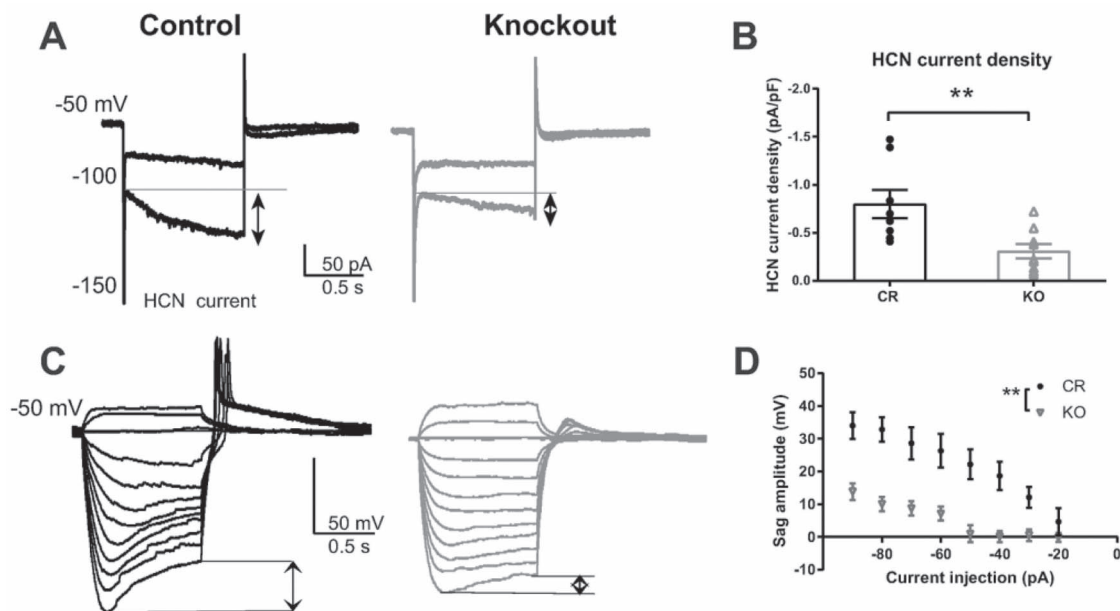 A
Control
Knockout
-50 mV
-100
-150
HCN current
50 pA
0.5 s
B
HCN current density
**
HCN current density (pA/pF)
-2.0
-1.5
-1.0
-0.5
0.0
CR
KO
C
-50 mV
50 mV
0.5 s
D
Sag amplitude (mV)
50
40
30
20
10
0
-10
** CR
KO
-80
-60
-40
-20
0
Current injection (pA)